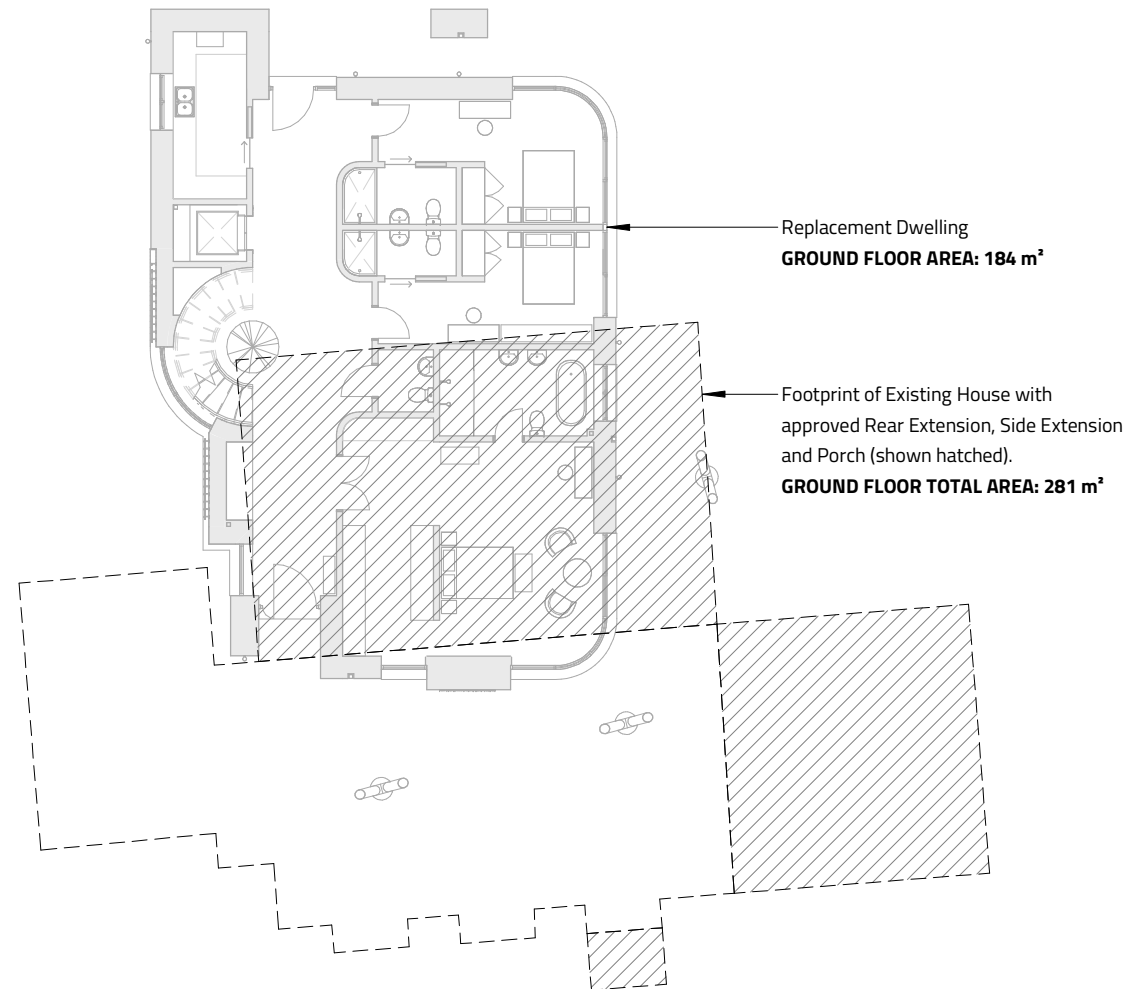 Replacement Dwelling
GROUND FLOOR AREA: 184 m²
Footprint of Existing House with
approved Rear Extension, Side Extension
and Porch (shown hatched).
GROUND FLOOR TOTAL AREA: 281 m²